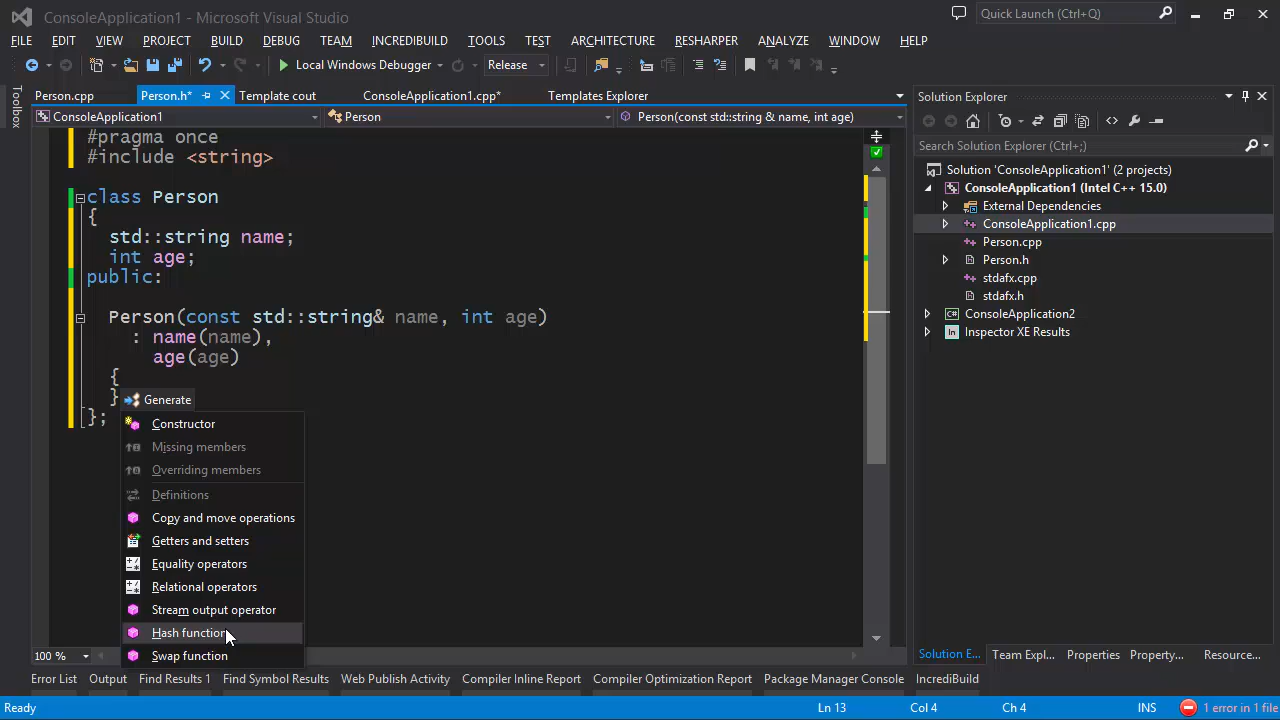 ConsoleApplication1 - Microsoft Visual Studio
Quick Launch (Ctrl+Q)
FILE EDIT VIEW PROJECT BUILD DEBUG TEAM INCREDIBUILD TOOLS TEST ARCHITECTURE RESHARPER ANALYZE WINDOW HELP
Local Windows Debugger Release
Toolbox
Person.cpp Person.h* Template cout ConsoleApplication1.cpp* Templates Explorer
ConsoleApplication1 Person Person(const std::string & name, int age)
#pragma once
#include <string>
class Person
{
std::string name;
int age;
public:
Person(const std::string& name, int age)
: name(name),
age(age)
{
}
};
Generate
Constructor
Missing members
Overriding members
Definitions
Copy and move operations
Getters and setters
Equality operators
Relational operators
Stream output operator
Hash function
Swap function
100 %
Solution Explorer
Search Solution Explorer (Ctrl+;)
Solution 'ConsoleApplication1' (2 projects)
ConsoleApplication1 (Intel C++ 15.0)
External Dependencies
ConsoleApplication1.cpp
Person.cpp
Person.h
stdafx.cpp
stdafx.h
ConsoleApplication2
Inspector XE Results
Solution E... Team Expl... Properties Property... Resource...
Error List Output Find Results 1 Find Symbol Results Web Publish Activity Compiler Inline Report Compiler Optimization Report Package Manager Console IncrediBuild
Ready Ln 13 Col 4 Ch 4 INS 1 error in 1 file